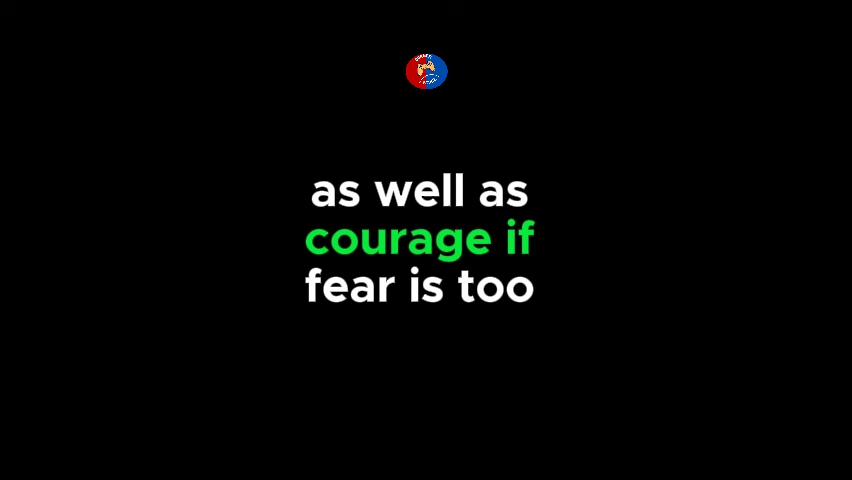 as well as
courage if
fear is too